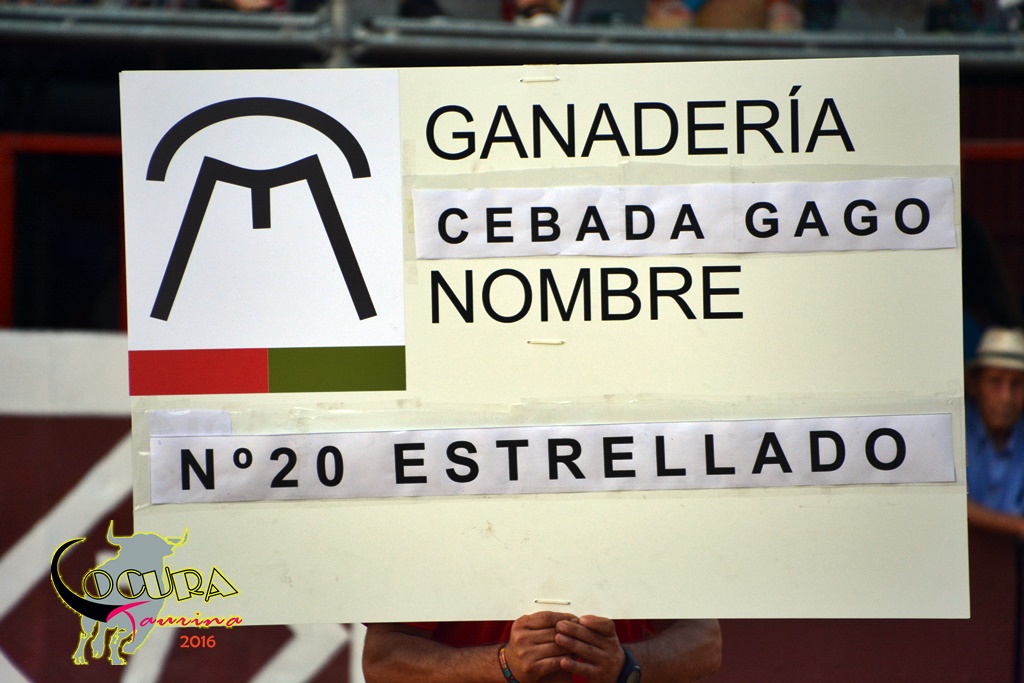 GANADERÍA
CEBADA GAGO
NOMBRE
Nº20 ESTRELLADO
LOCURA
Taurina
2016